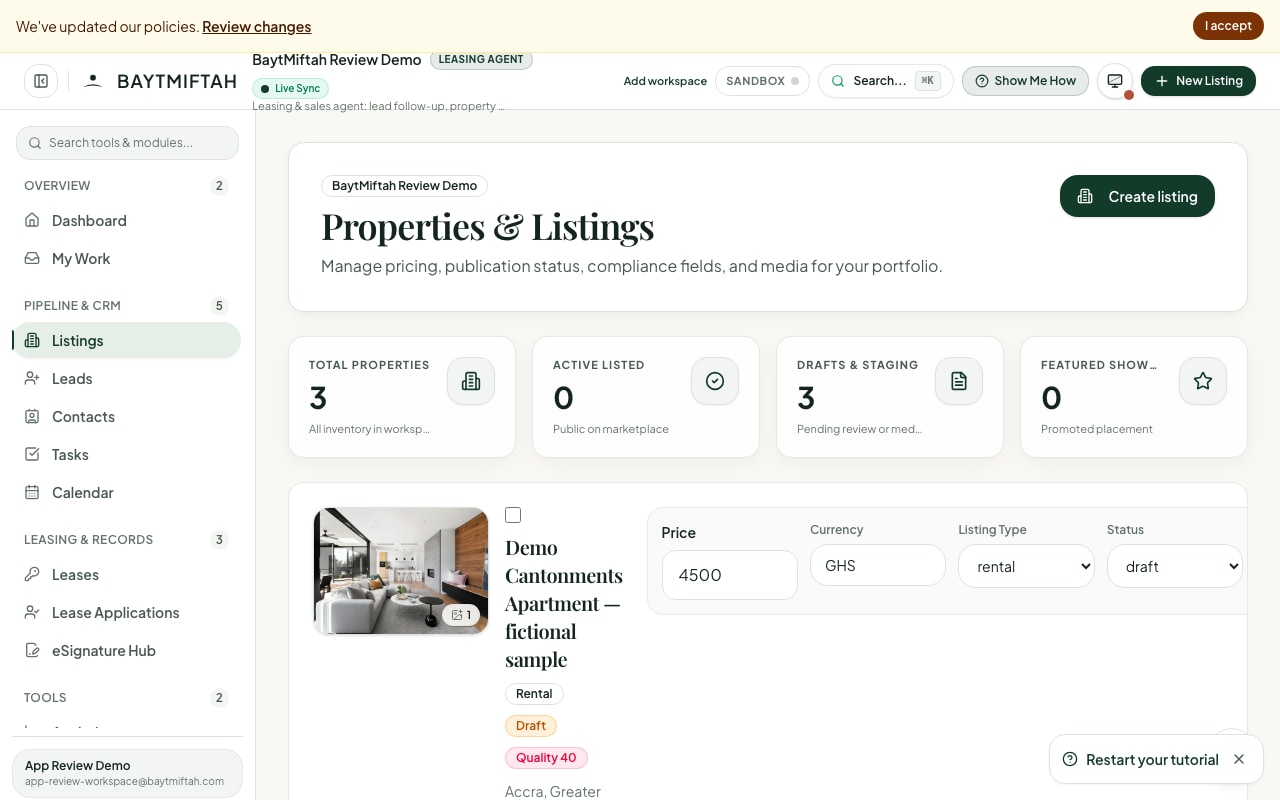 We've updated our policies. Review changes
I accept
BAYTMIFTAH
BaytMiftah Review Demo
LEASING AGENT
Live Sync
Leasing & sales agent: lead follow-up, property …
Add workspace
SANDBOX
Search...
⌘K
Show Me How
New Listing
Search tools & modules...
OVERVIEW 2
Dashboard
My Work
PIPELINE & CRM 5
Listings
Leads
Contacts
Tasks
Calendar
LEASING & RECORDS 3
Leases
Lease Applications
eSignature Hub
TOOLS 2
App Review Demo
app-review-workspace@baytmiftah.com
BaytMiftah Review Demo
Properties & Listings
Manage pricing, publication status, compliance fields, and media for your portfolio.
Create listing
TOTAL PROPERTIES
3
All inventory in worksp…
ACTIVE LISTED
0
Public on marketplace
DRAFTS & STAGING
3
Pending review or med…
FEATURED SHOW…
0
Promoted placement
1
Demo
Cantonments
Apartment —
fictional
sample
Rental
Draft
Quality 40
Accra, Greater
Price
4500
Currency
GHS
Listing Type
rental
Status
draft
Restart your tutorial